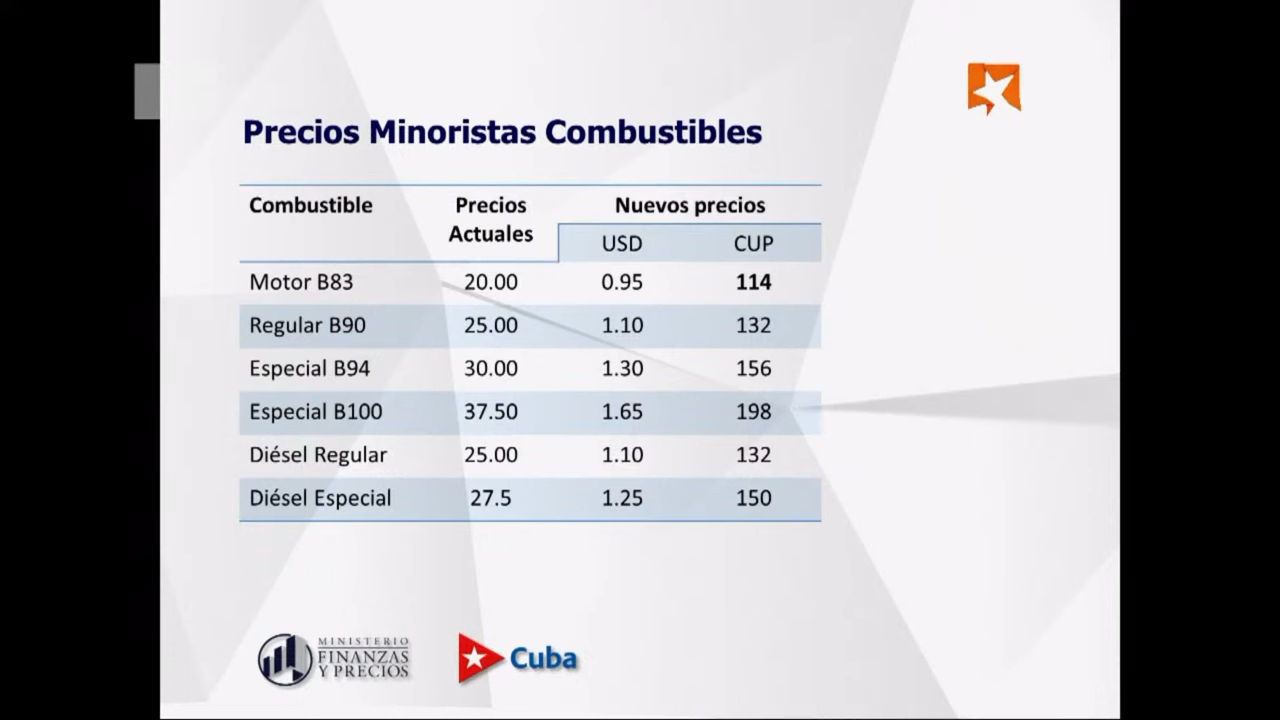 Precios Minoristas Combustibles
Combustible Precios Actuales Nuevos precios
USD CUP
Motor B83 20.00 0.95 114
Regular B90 25.00 1.10 132
Especial B94 30.00 1.30 156
Especial B100 37.50 1.65 198
Diésel Regular 25.00 1.10 132
Diésel Especial 27.5 1.25 150
MINISTERIO
FINANZAS
Y PRECIOS
Cuba